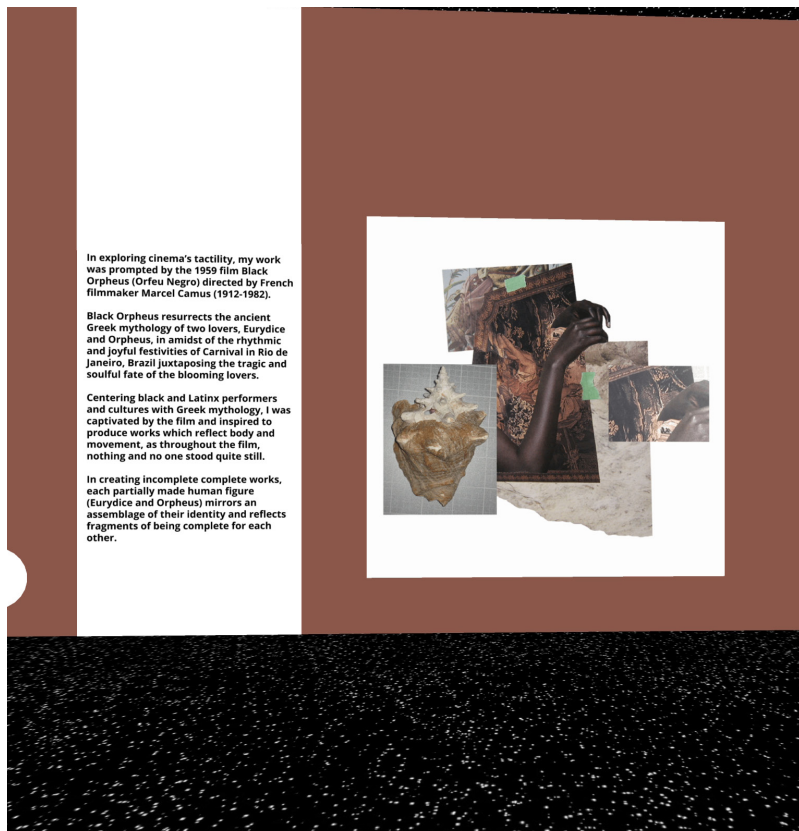 In exploring cinema's tactility, my work
was prompted by the 1959 film Black
Orpheus (Orfeu Negro) directed by French
filmmaker Marcel Camus (1912-1982).
Black Orpheus resurrects the ancient
Greek mythology of two lovers, Eurydice
and Orpheus, in amidst of the rhythmic
and joyful festivities of Carnival in Rio de
Janeiro, Brazil juxtaposing the tragic and
soulful fate of the blooming lovers.
Centering black and Latinx performers
and cultures with Greek mythology, I was
captivated by the film and inspired to
produce works which reflect body and
movement, as throughout the film,
nothing and no one stood quite still.
In creating incomplete complete works,
each partially made human figure
(Eurydice and Orpheus) mirrors an
assemblage of their identity and reflects
fragments of being complete for each
other.